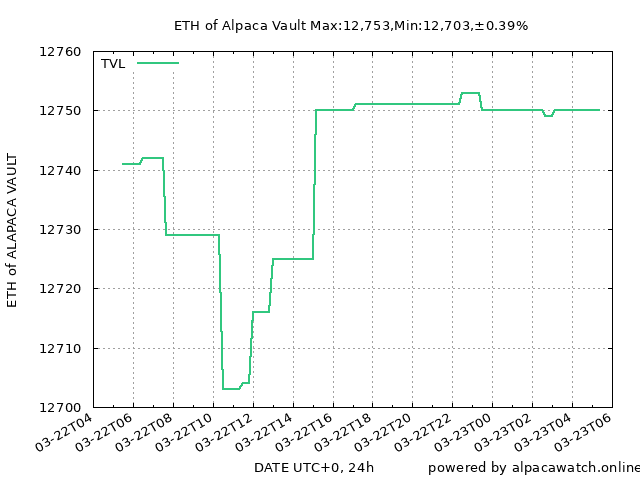 ETH of Alpaca Vault Max:12,753,Min:12,703,±0.39%
TVL
12760
12750
12740
12730
12720
12710
12700
ETH of ALAPACA VAULT
03-22T04
03-22T06
03-22T08
03-22T10
03-22T12
03-22T14
03-22T16
03-22T18
03-22T20
03-22T22
03-23T00
03-23T02
03-23T04
03-23T06
DATE UTC+0, 24h
powered by alpacawatch.online